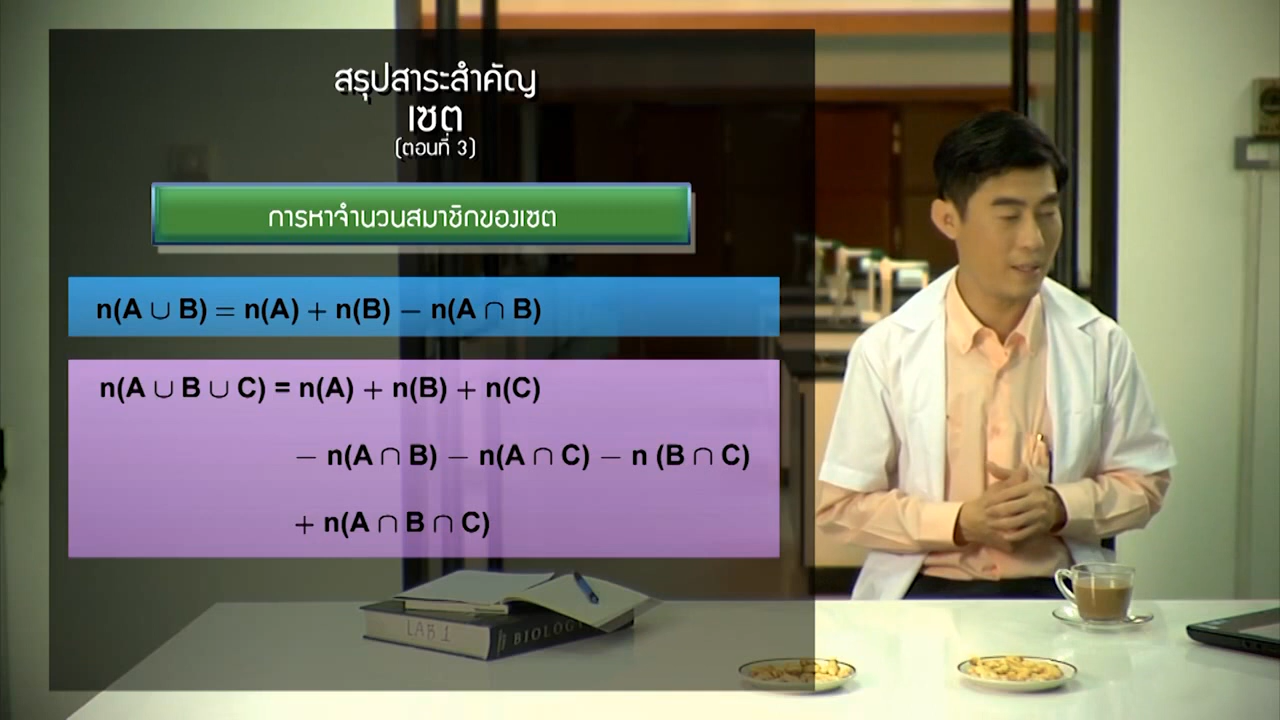 สรุปสาระสำคัญ
เซต
(ตอนที่ 3)
การหาจำนวนสมาชิกของเซต
n(A ∪ B) = n(A) + n(B) − n(A ∩ B)
n(A ∪ B ∪ C) = n(A) + n(B) + n(C)
− n(A ∩ B) − n(A ∩ C) − n (B ∩ C)
+ n(A ∩ B ∩ C)
LAB 1
BIOLOGY